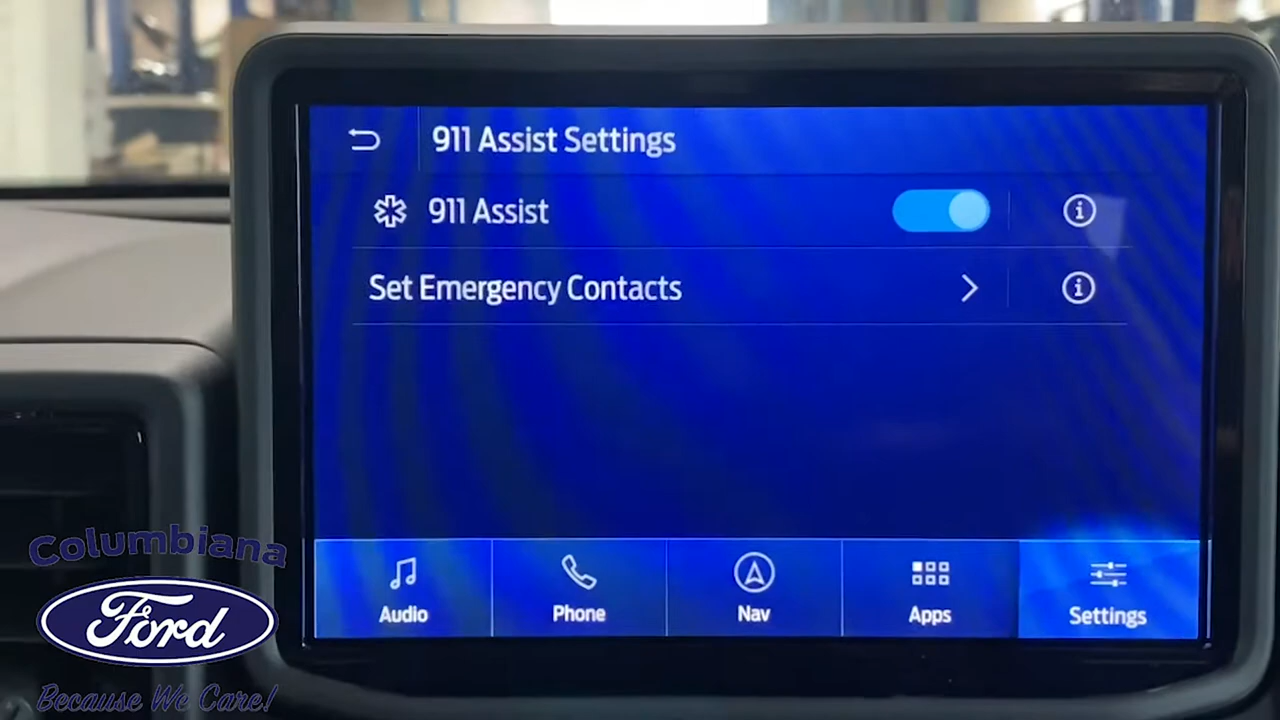 911 Assist Settings
911 Assist
Set Emergency Contacts
Audio
Phone
Nav
Apps
Settings
Columbiana
Ford
Because We Care!